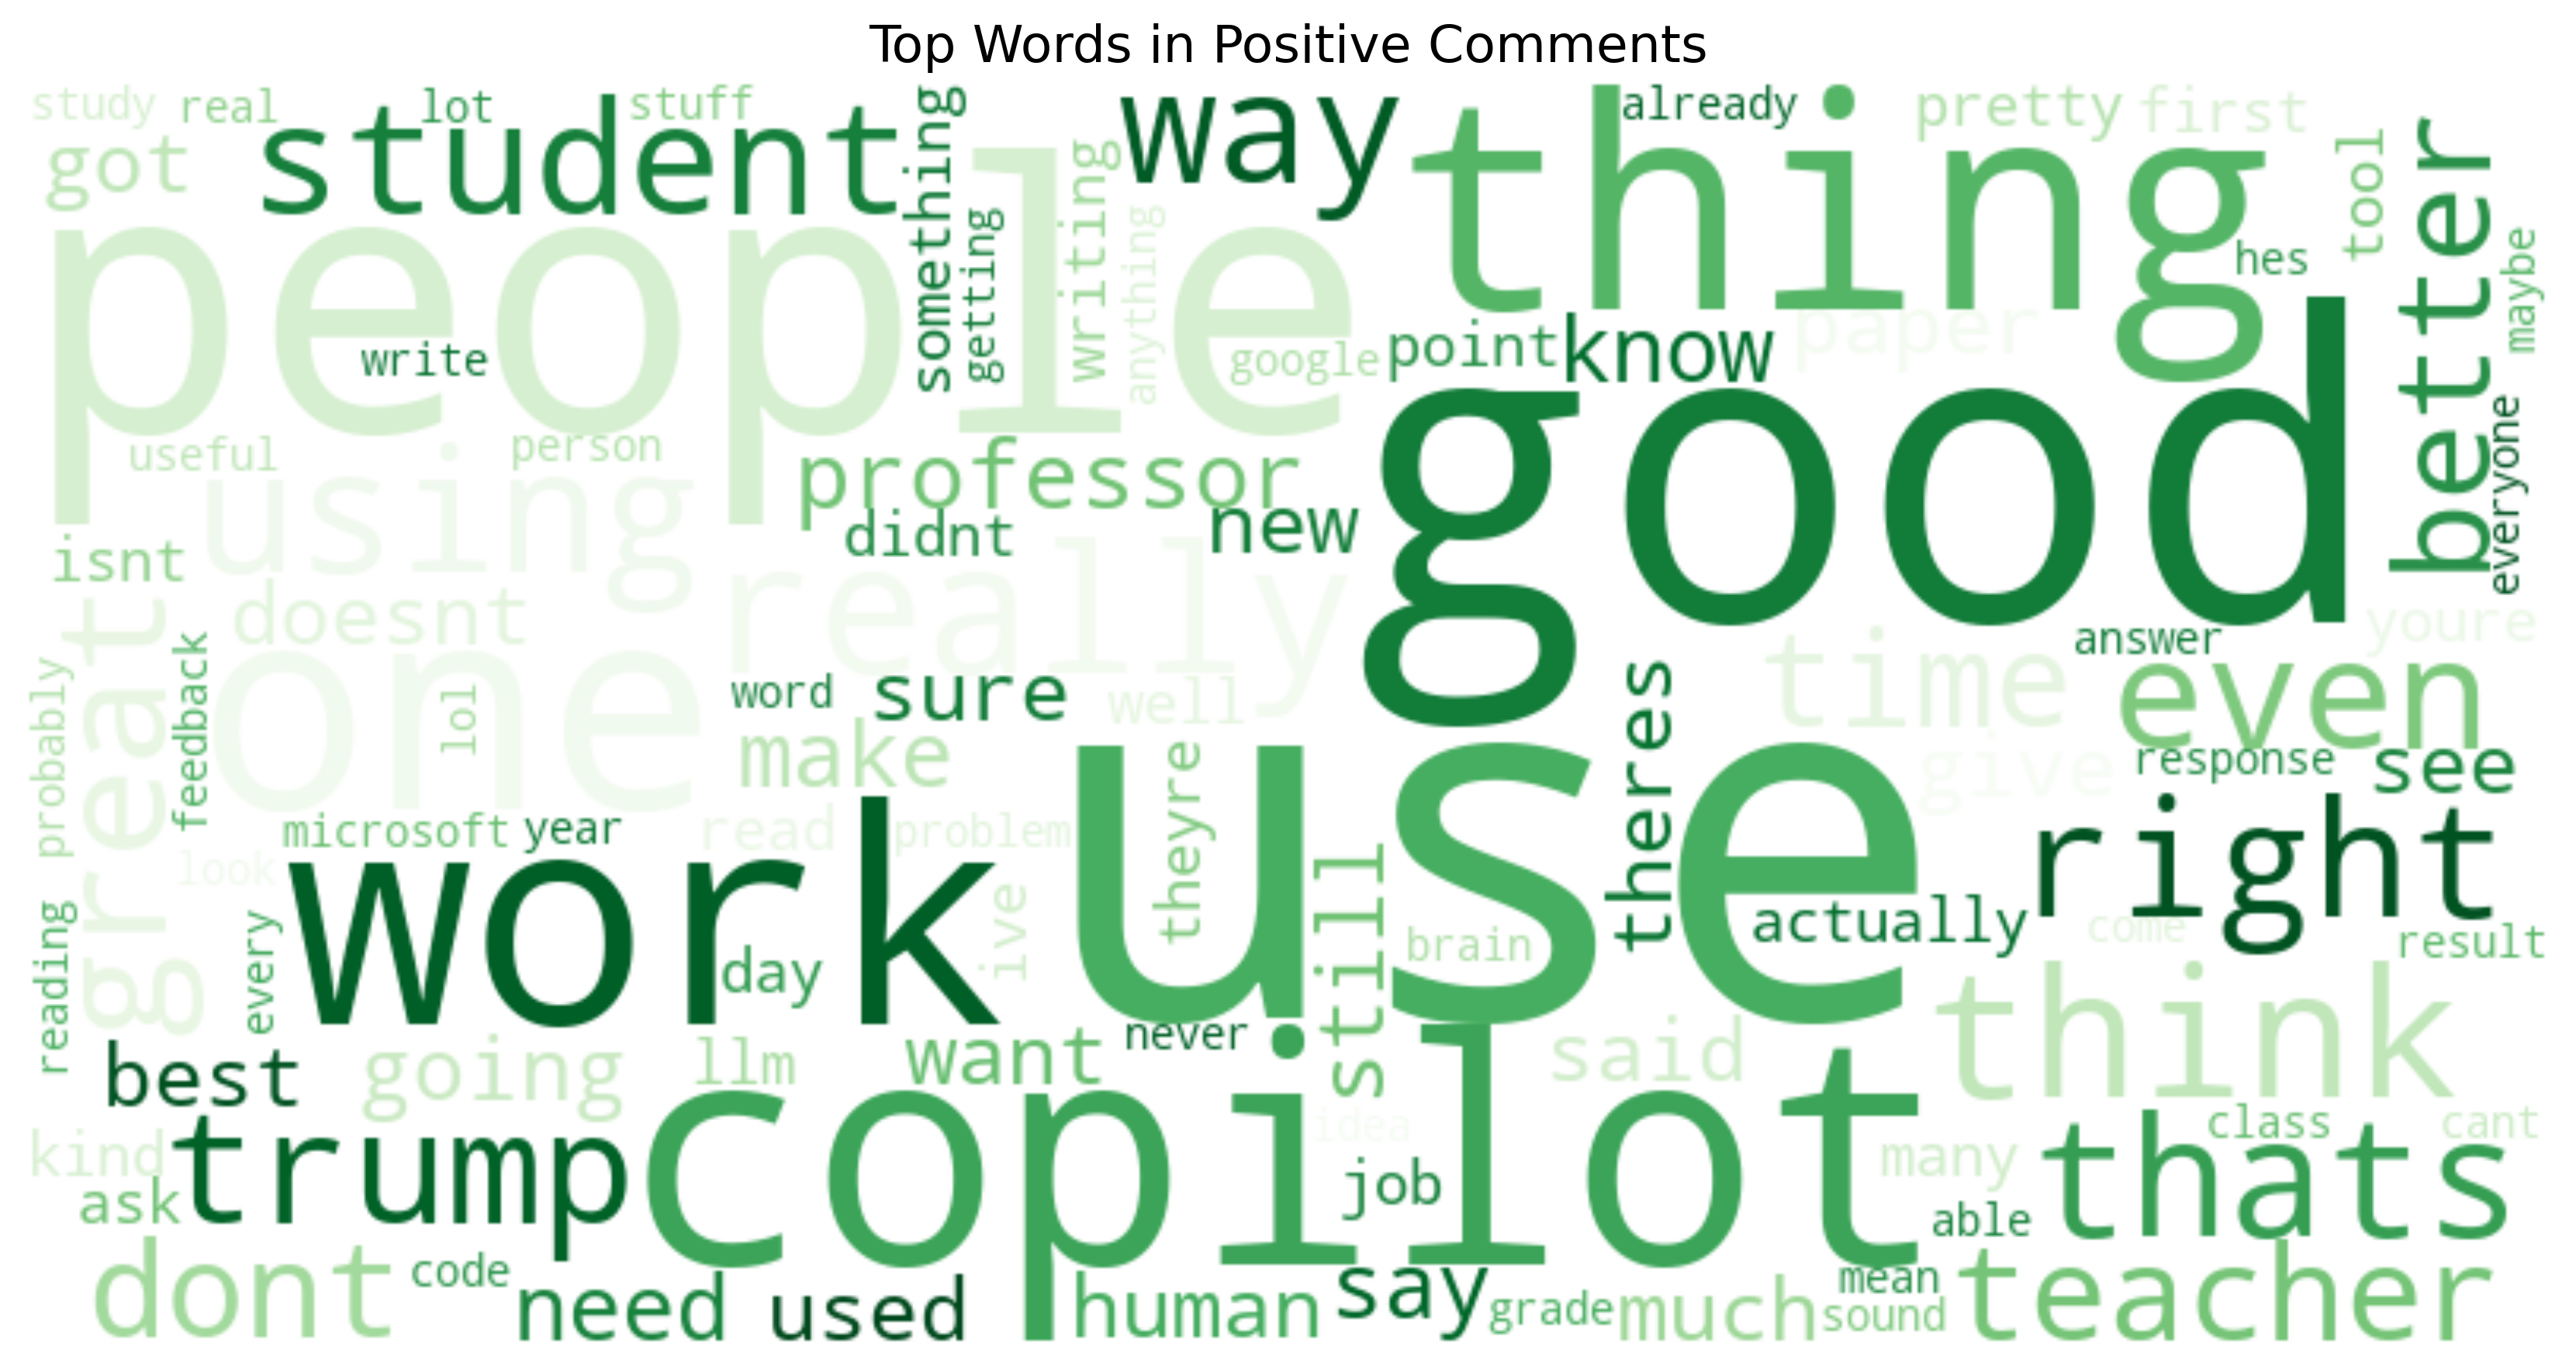 Top Words in Positive Comments
study
real
lot
stuff
student
got
something
getting
writing
anything
way
already
thing
pretty
first
tool
better
maybe
hes
people
write
google
point
know
paper
good
everyone
useful
person
using
professor
didnt
new
isnt
doesnt
really
great
one
feedback
probably
lol
word
sure
well
make
time
answer
youre
even
theres
give
response
see
right
microsoft
year
read
problem
theyre
use
look
work
every
reading
day
ive
still
brain
actually
come
result
best
going
llm
want
never
said
think
idea
kind
trump
copilot
job
many
class
cant
thats
able
ask
dont
code
need
used
human
say
grade
much
mean
sound
teacher